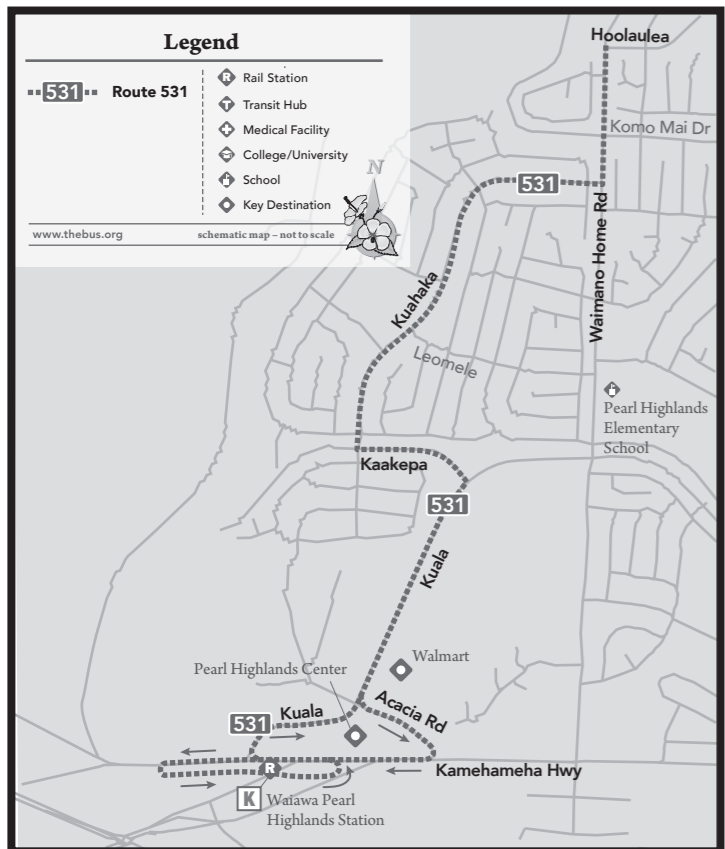 Legend
531 Route 531
R Rail Station
T Transit Hub
Medical Facility
College/University
School
Key Destination
N
www.thebus.org
schematic map – not to scale
Hoolaulea
Komo Mai Dr
531
Waimano Home Rd
Kuahaka
Leomele
Pearl Highlands
Elementary
School
Kaakepa
531
Kuala
Walmart
Pearl Highlands Center
Acacia Rd
Kuala
531
Kamehameha Hwy
R
K
Waiawa Pearl
Highlands Station